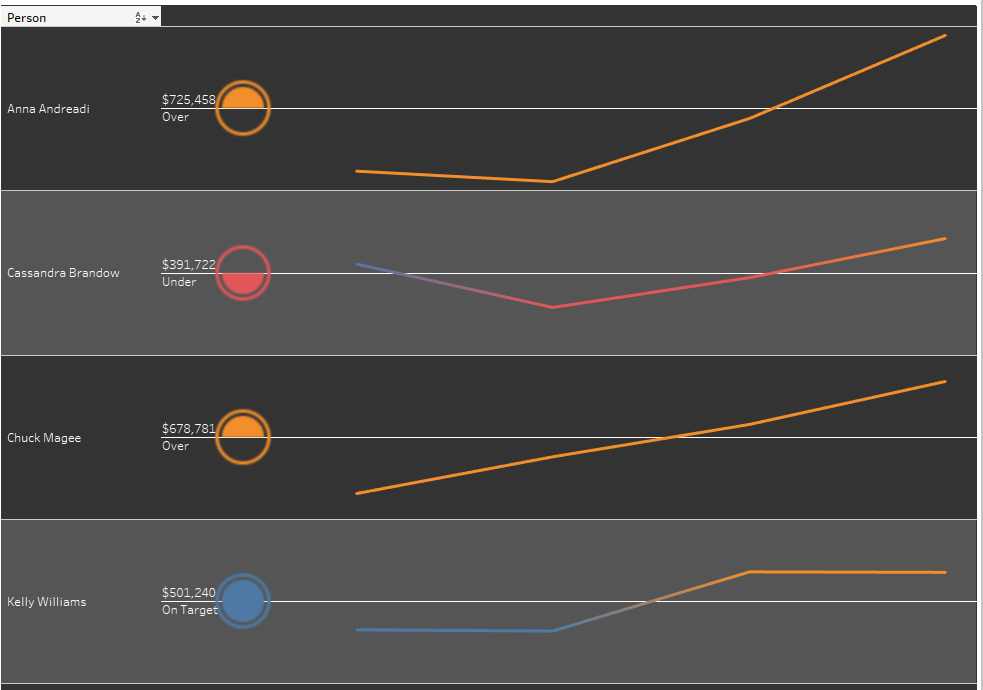 Person
Anna Andreadi
$725,458
Over
Cassandra Brandow
$391,722
Under
Chuck Magee
$678,781
Over
Kelly Williams
$501,240
On Target